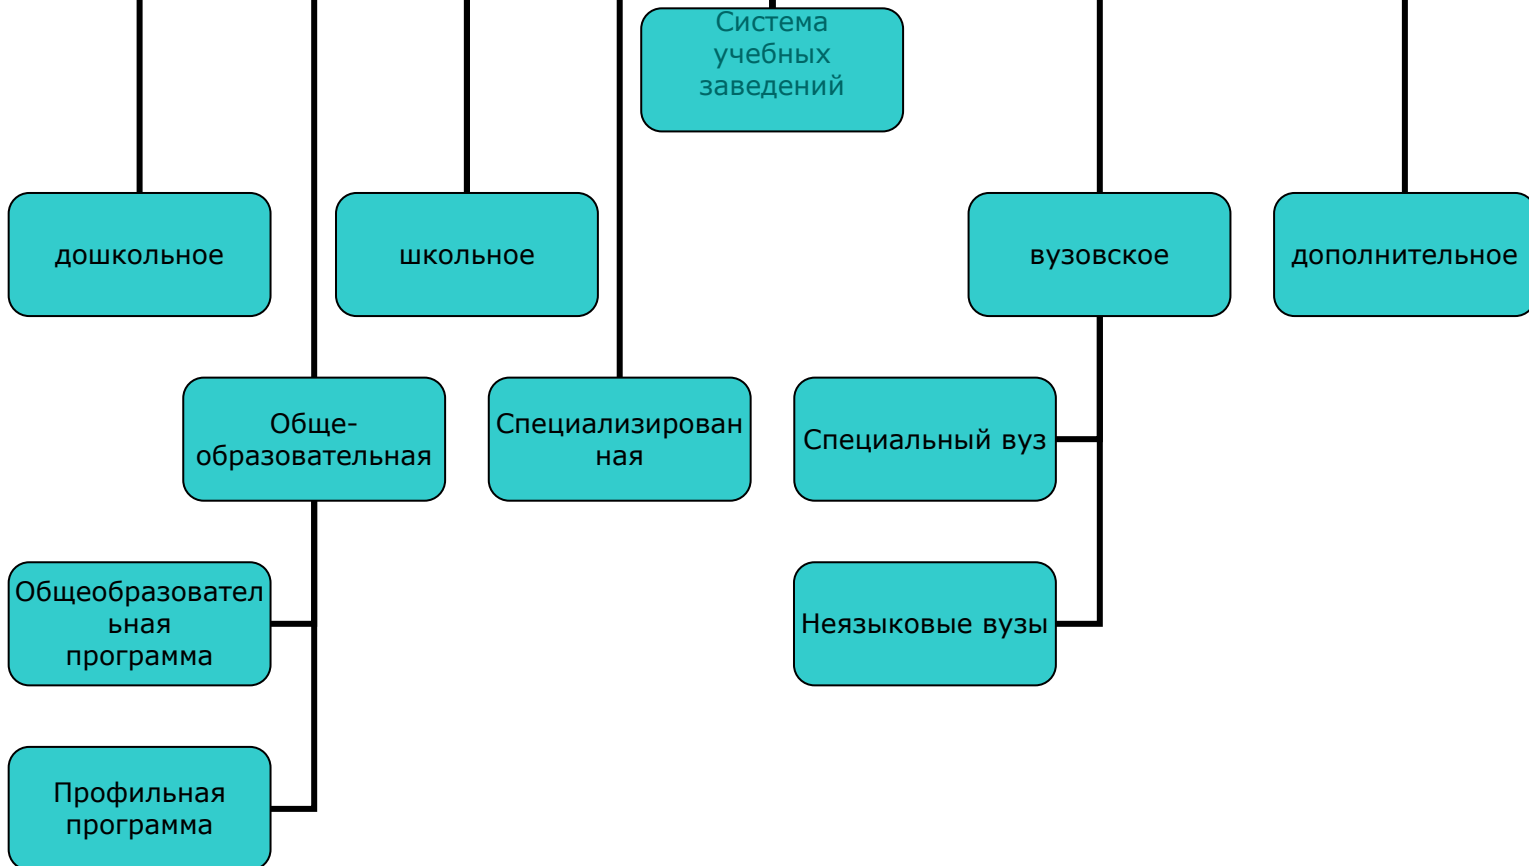 Система
учебных
заведений
дошкольное
школьное
вузовское
дополнительное
Обще-
образовательная
Специализирован
ная
Специальный вуз
Общеобразовател
ьная
программа
Неязыковые вузы
Профильная
программа